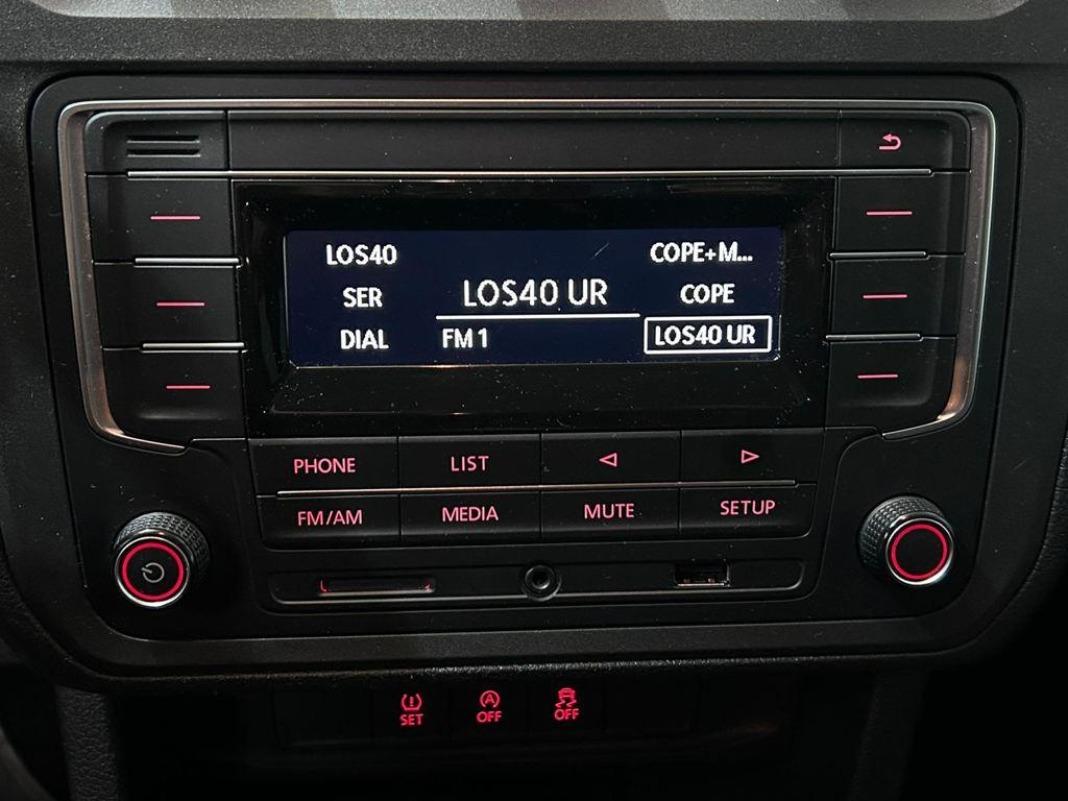 LOS40
COPE+M...
SER
LOS40 UR
COPE
DIAL
FM 1
LOS40 UR
PHONE
LIST
FM/AM
MEDIA
MUTE
SETUP
SET
A
OFF
OFF